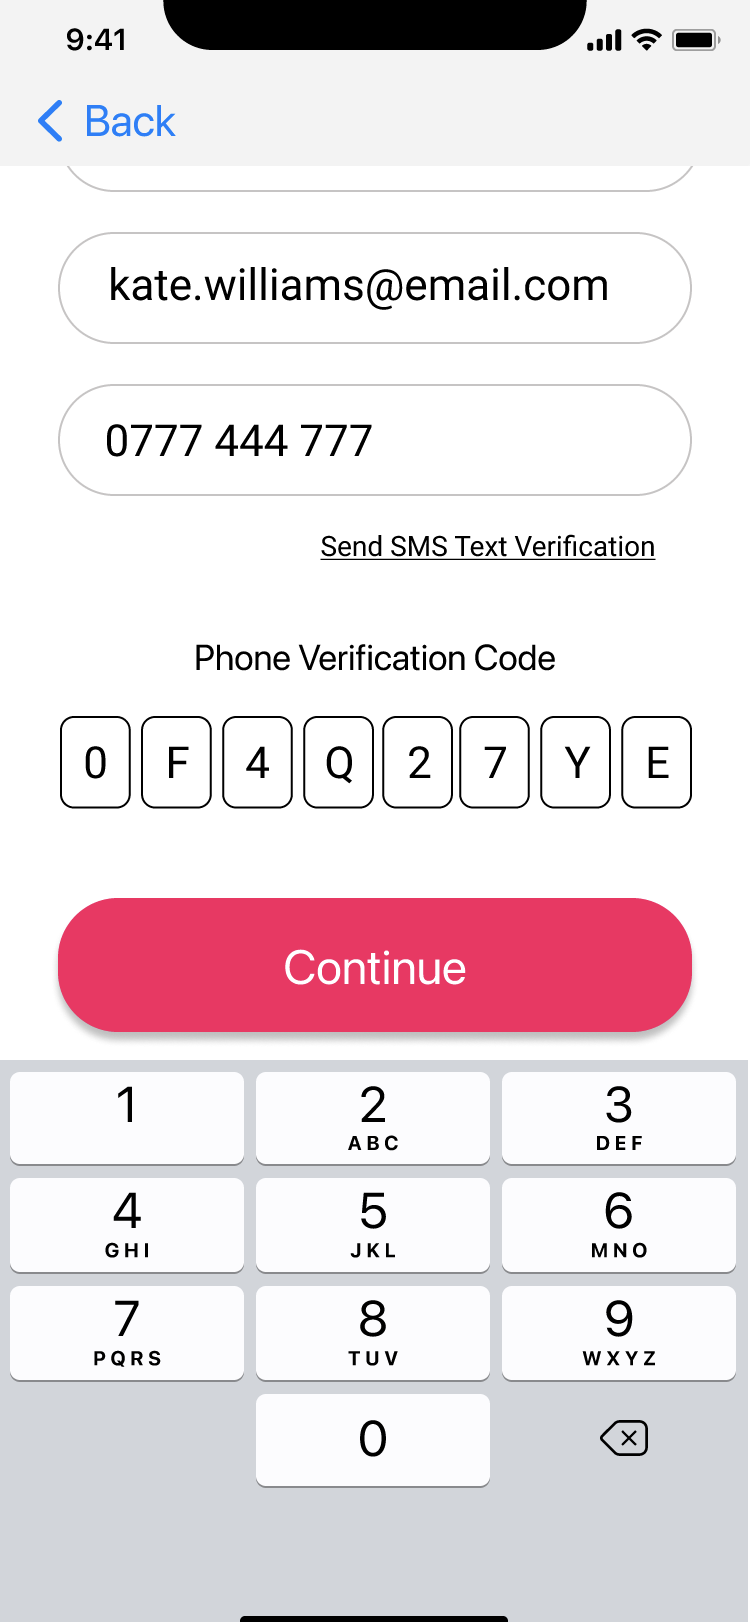 9:41
Back
kate.williams@email.com
0777 444 777
Send SMS Text Verification
Phone Verification Code
0 F 4 Q 2 7 Y E
Continue
1 2 3
ABC DEF
4 5 6
GHI JKL MNO
7 8 9
PQRS TUV WXYZ
0